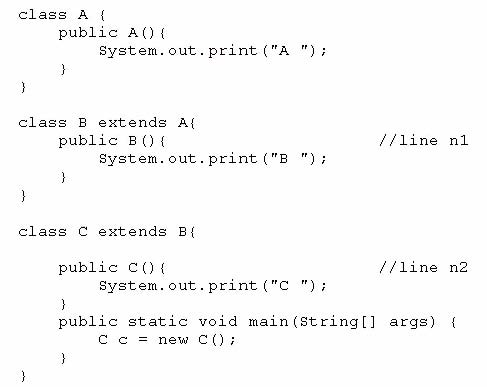 class A {
    public A(){
        System.out.print("A ");
    }
}
class B extends A{
    public B(){                     //line n1
        System.out.print("B ");
    }
}
class C extends B{
    public C(){                     //line n2
        System.out.print("C ");
    }
    public static void main(String[] args) {
        C c = new C();
    }
}